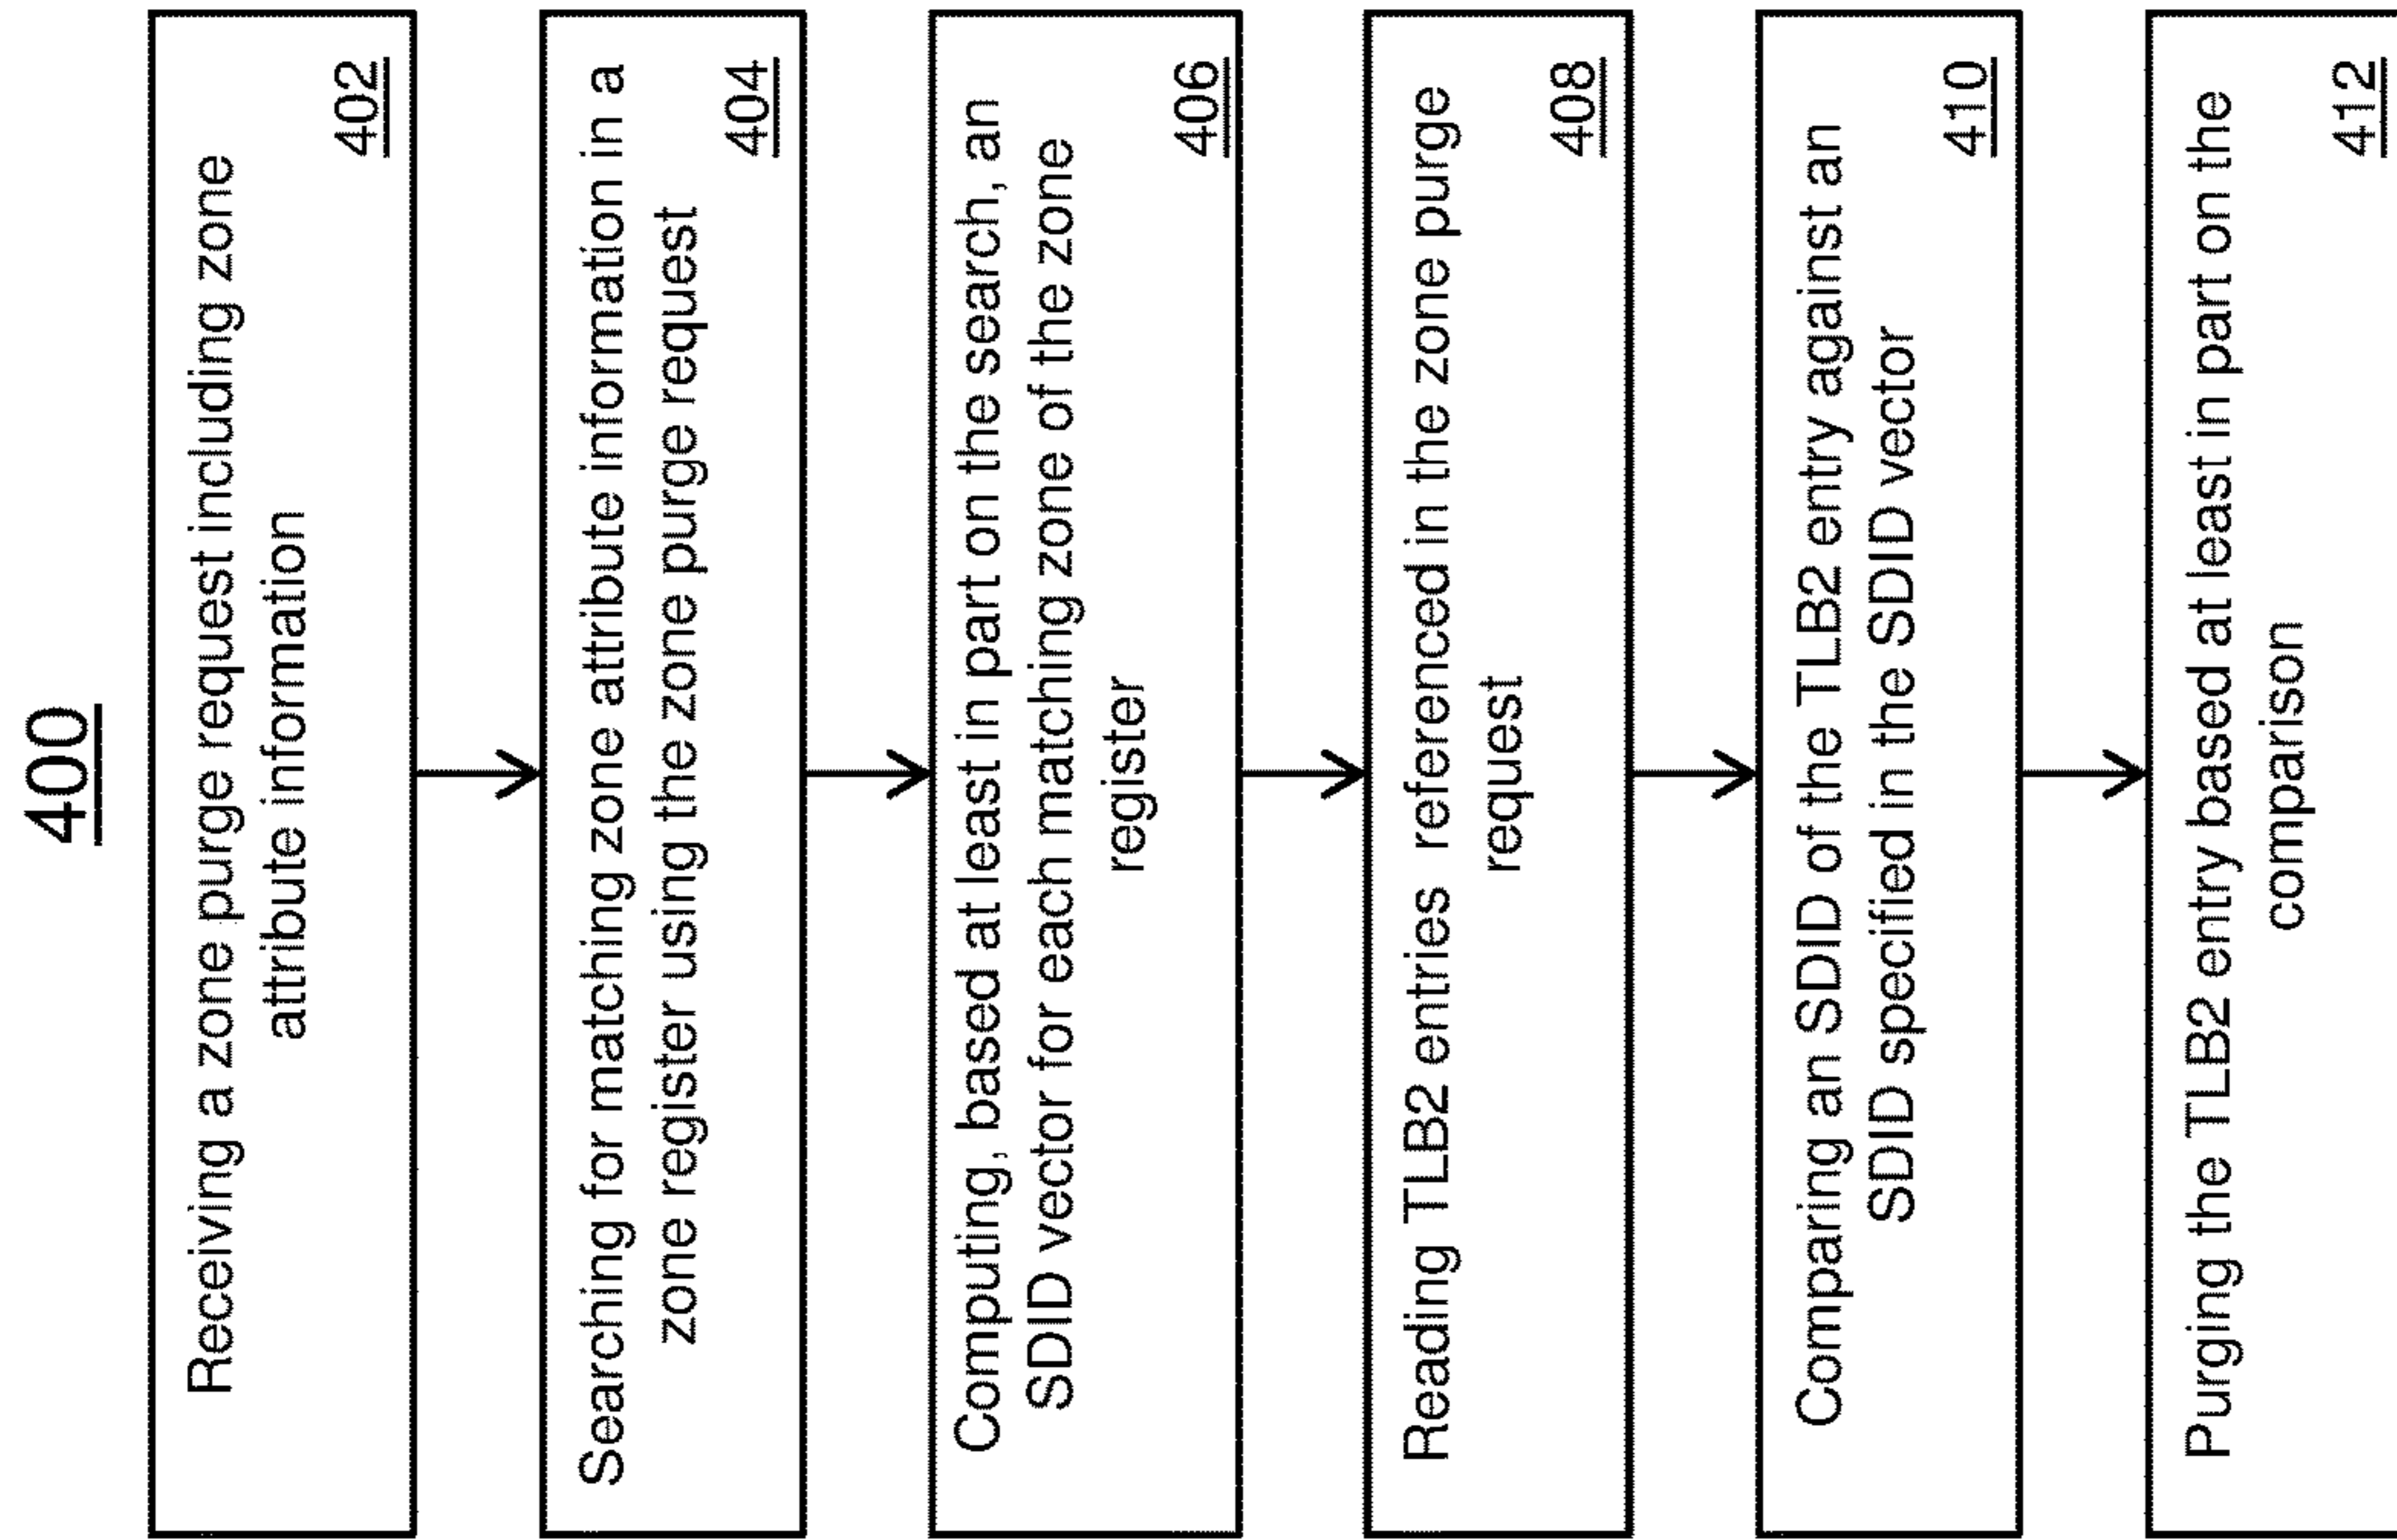 400
Receiving a zone purge request including zone
attribute information
402
Searching for matching zone attribute information in a
zone register using the zone purge request
404
Computing, based at least in part on the search, an
SDID vector for each matching zone of the zone
register
406
Reading TLB2 entries referenced in the zone purge
request
408
Comparing an SDID of the TLB2 entry against an
SDID specified in the SDID vector
410
Purging the TLB2 entry based at least in part on the
comparison
412